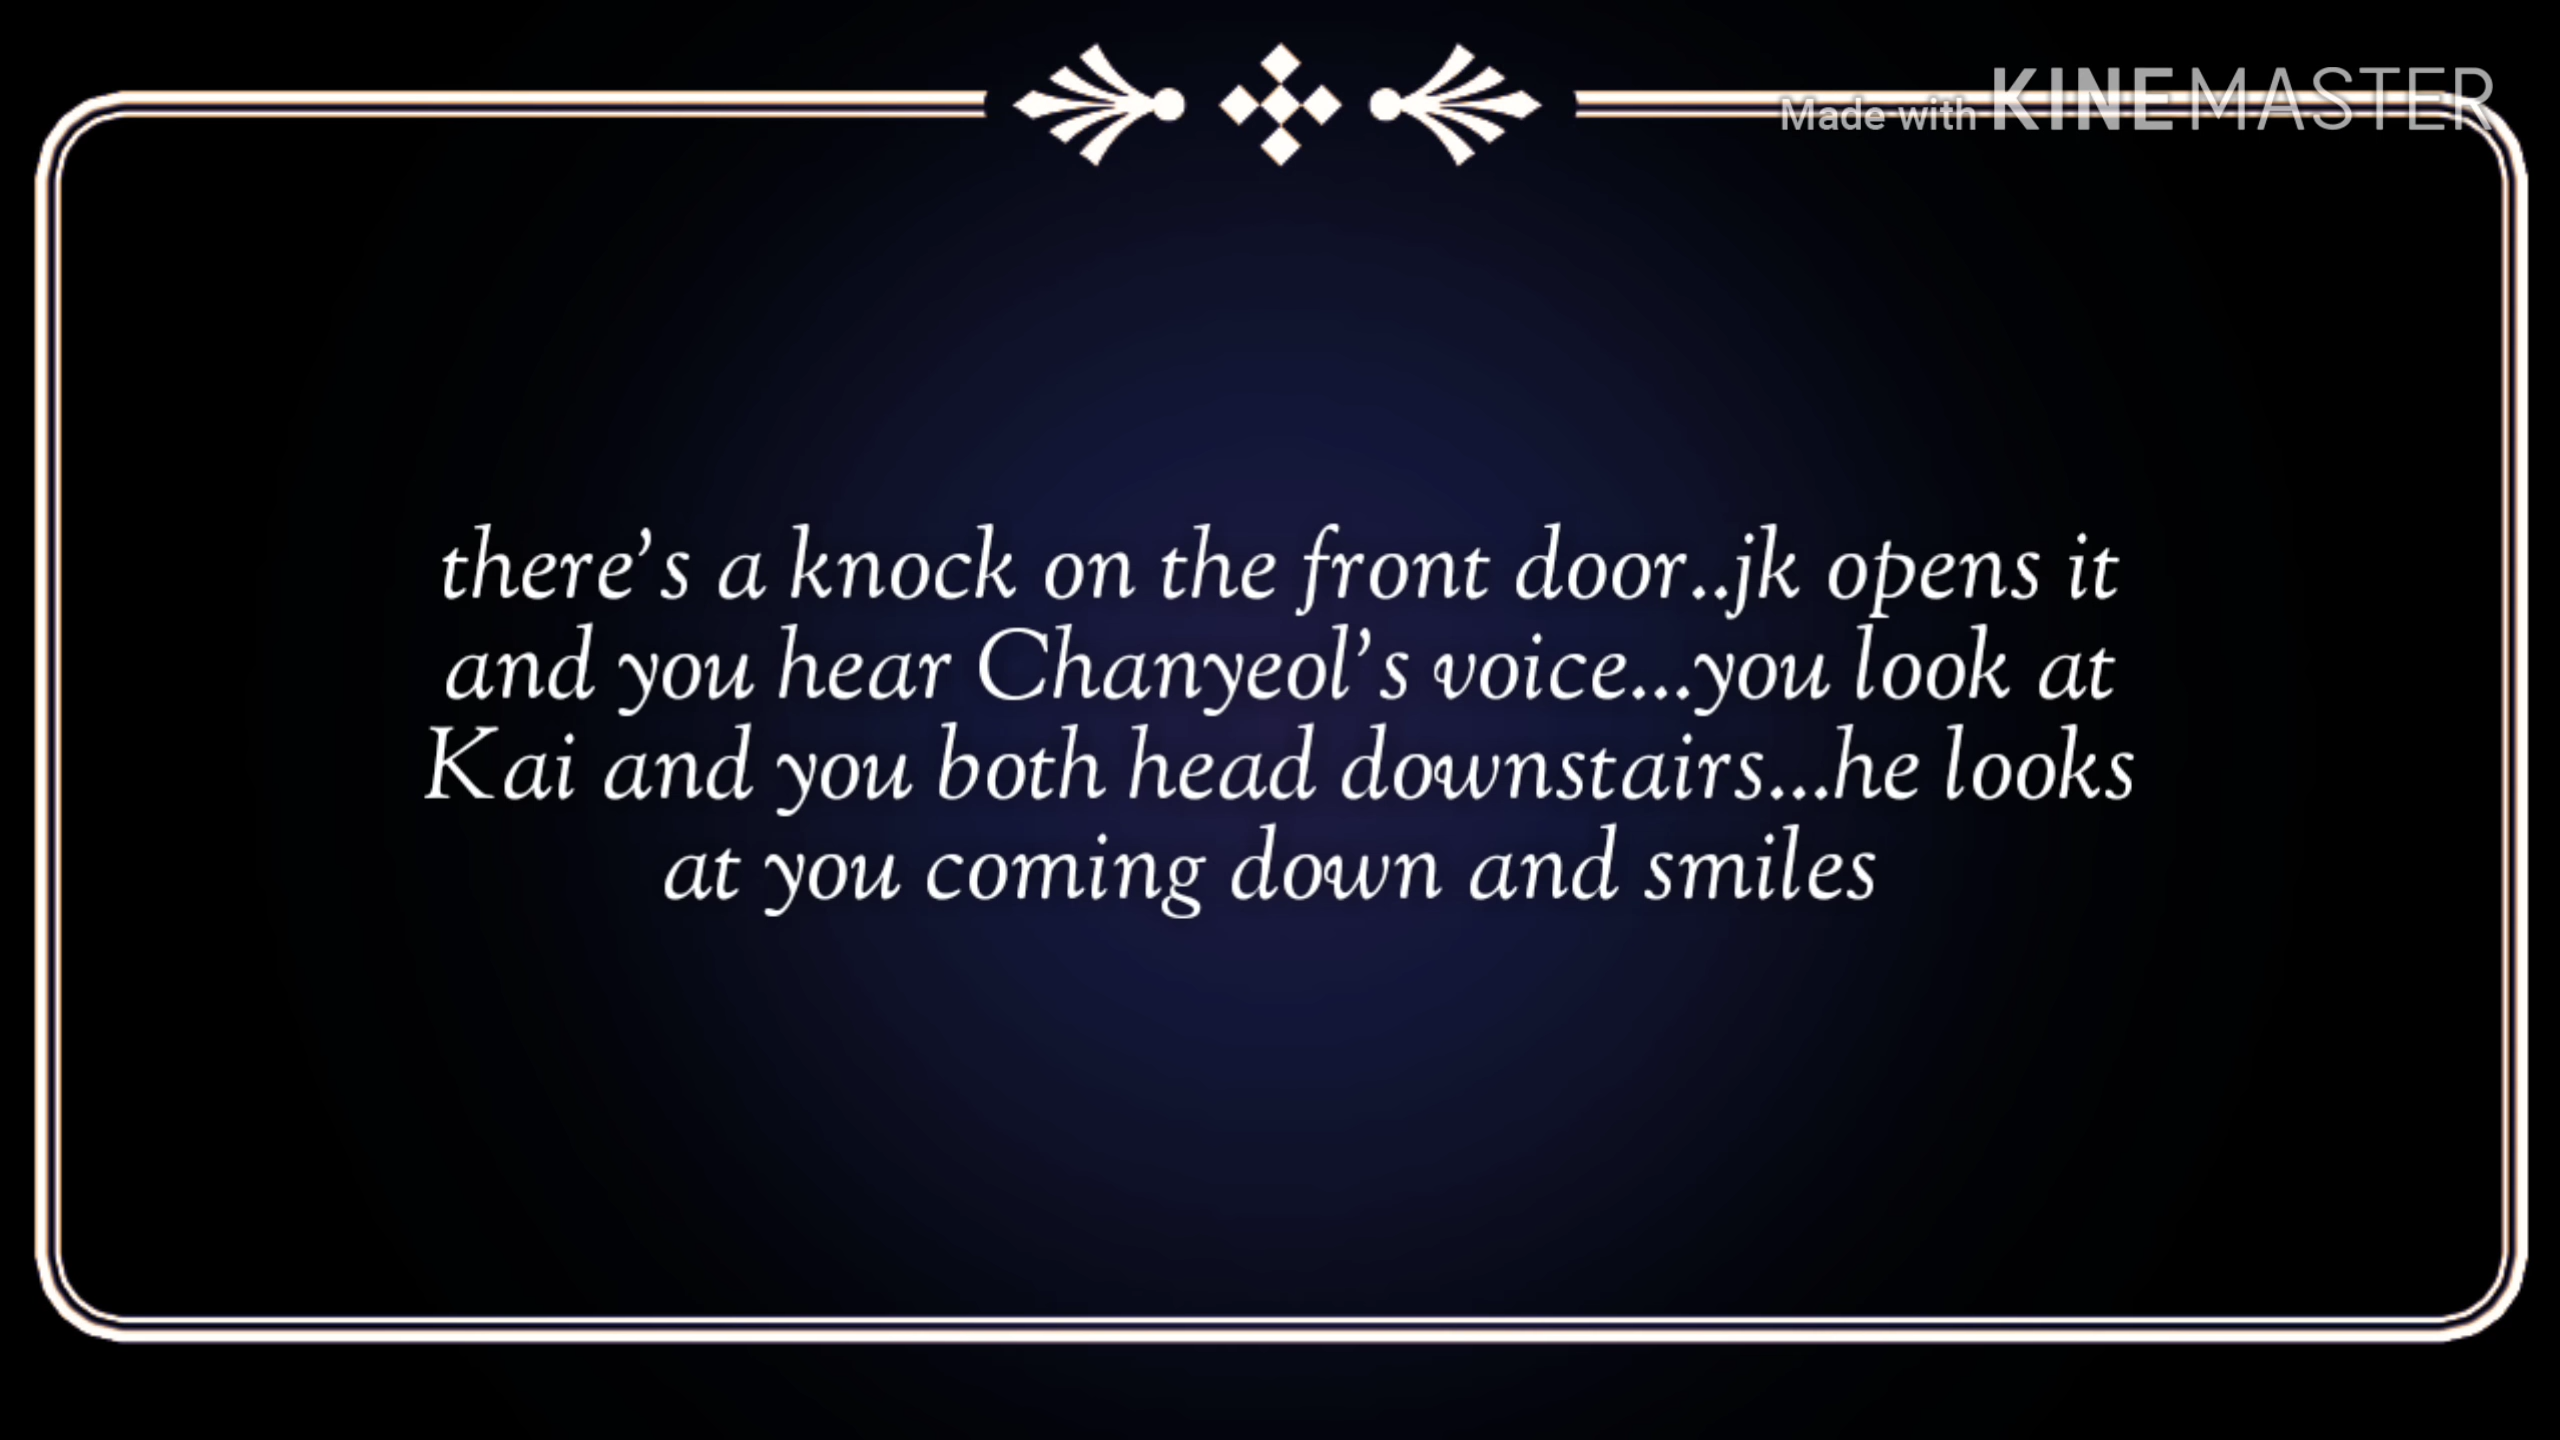 Made with KINEMASTER
there's a knock on the front door..jk opens it
and you hear Chanyeol's voice...you look at
Kai and you both head downstairs...he looks
at you coming down and smiles